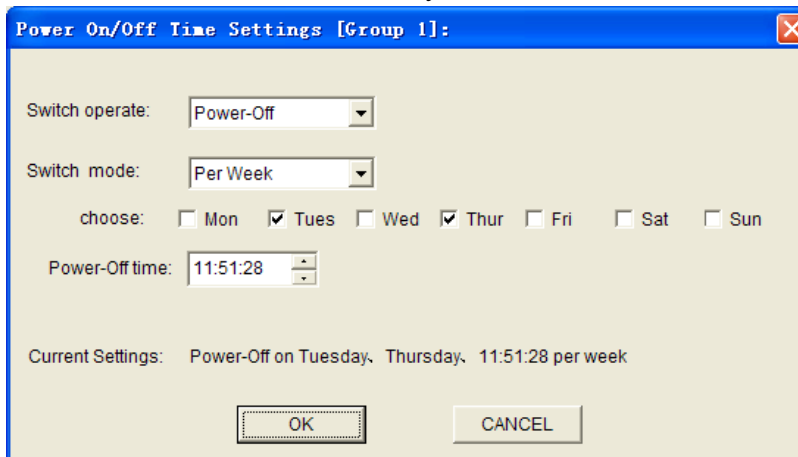 Power On/Off Time Settings [Group 1]:
Switch operate: Power-Off
Switch mode: Per Week
choose: Mon Tues Wed Thur Fri Sat Sun
Power-Off time: 11:51:28
Current Settings: Power-Off on Tuesday、Thursday、11:51:28 per week
OK CANCEL